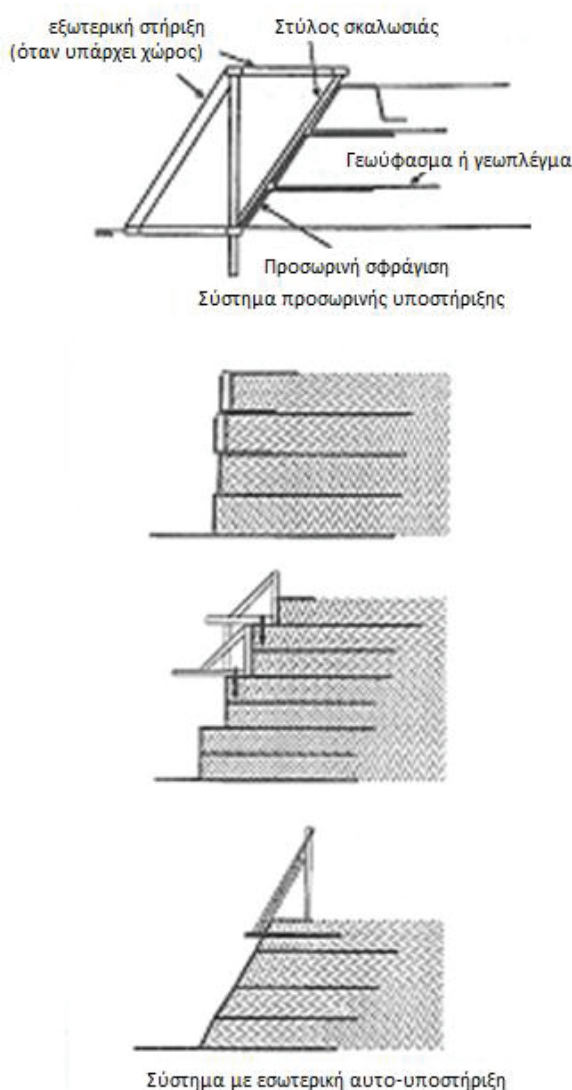 εξωτερική στήριξη
(όταν υπάρχει χώρος)
Στύλος σκαλωσιάς
Γεωύφασμα ή γεωπλέγμα
Προσωρινή σφράγιση
Σύστημα προσωρινής υποστήριξης
Σύστημα με εσωτερική αυτο-υποστήριξη